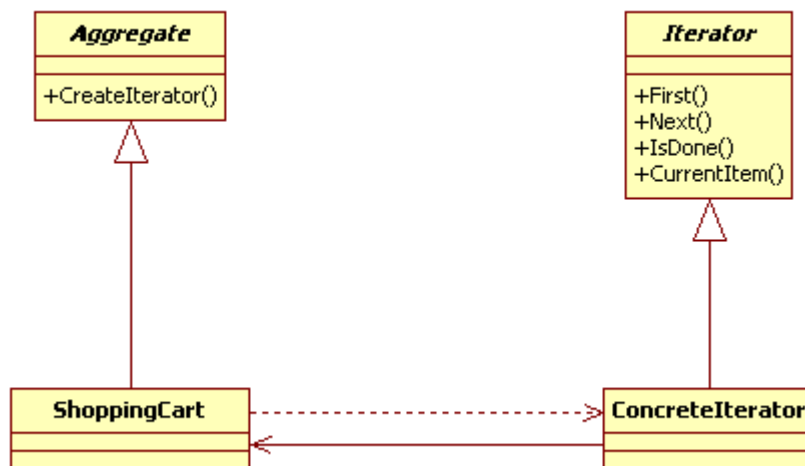 Aggregate
+CreateIterator()
Iterator
+First()
+Next()
+IsDone()
+CurrentItem()
ShoppingCart
ConcreteIterator